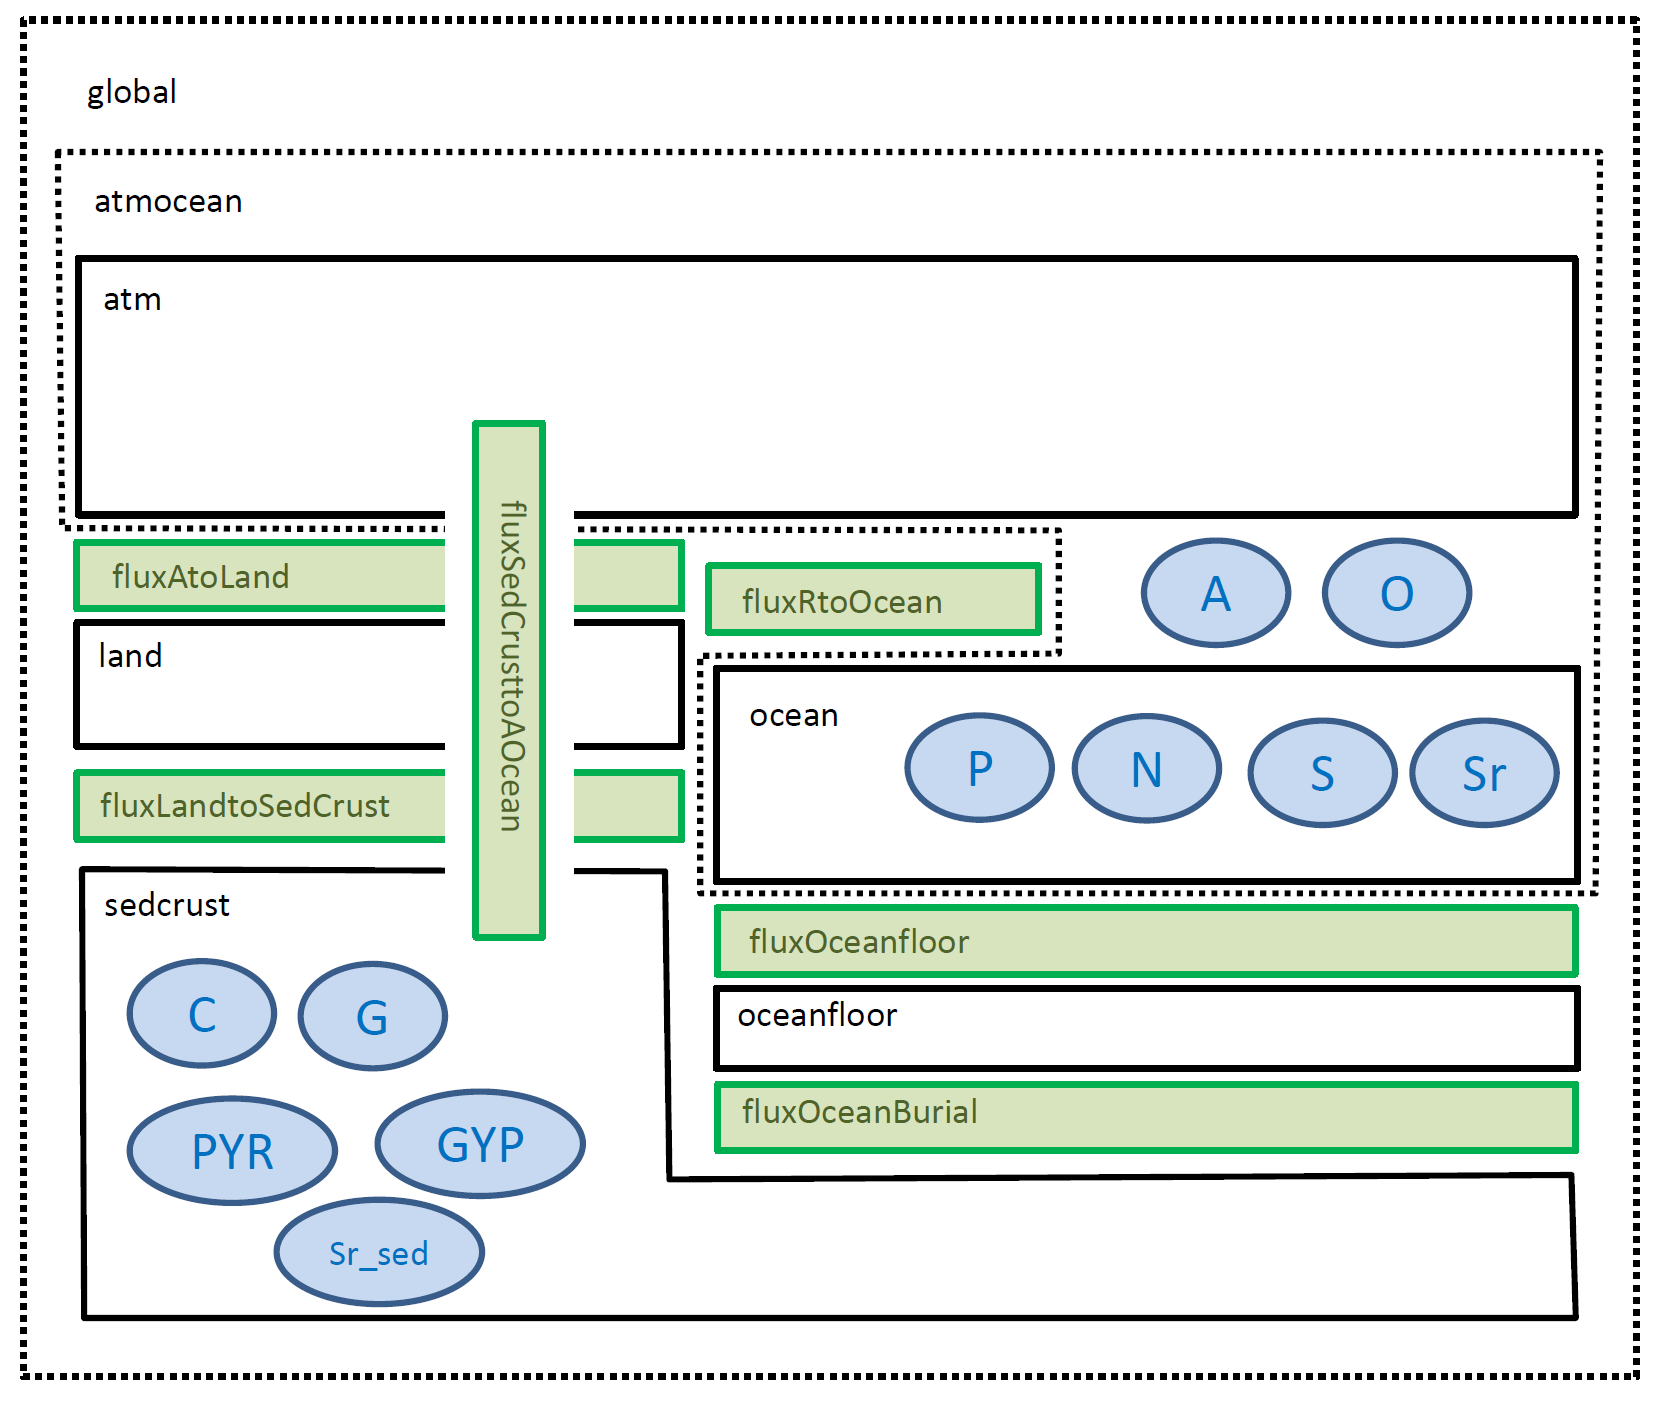 global
atmocean
atm
fluxSedCrusttoAOcean
fluxAtoLand
fluxRtoOcean
A
O
land
ocean
P
N
S
Sr
fluxLandtoSedCrust
sedcrust
fluxOceanfloor
C
G
oceanfloor
PYR
GYP
fluxOceanBurial
Sr_sed